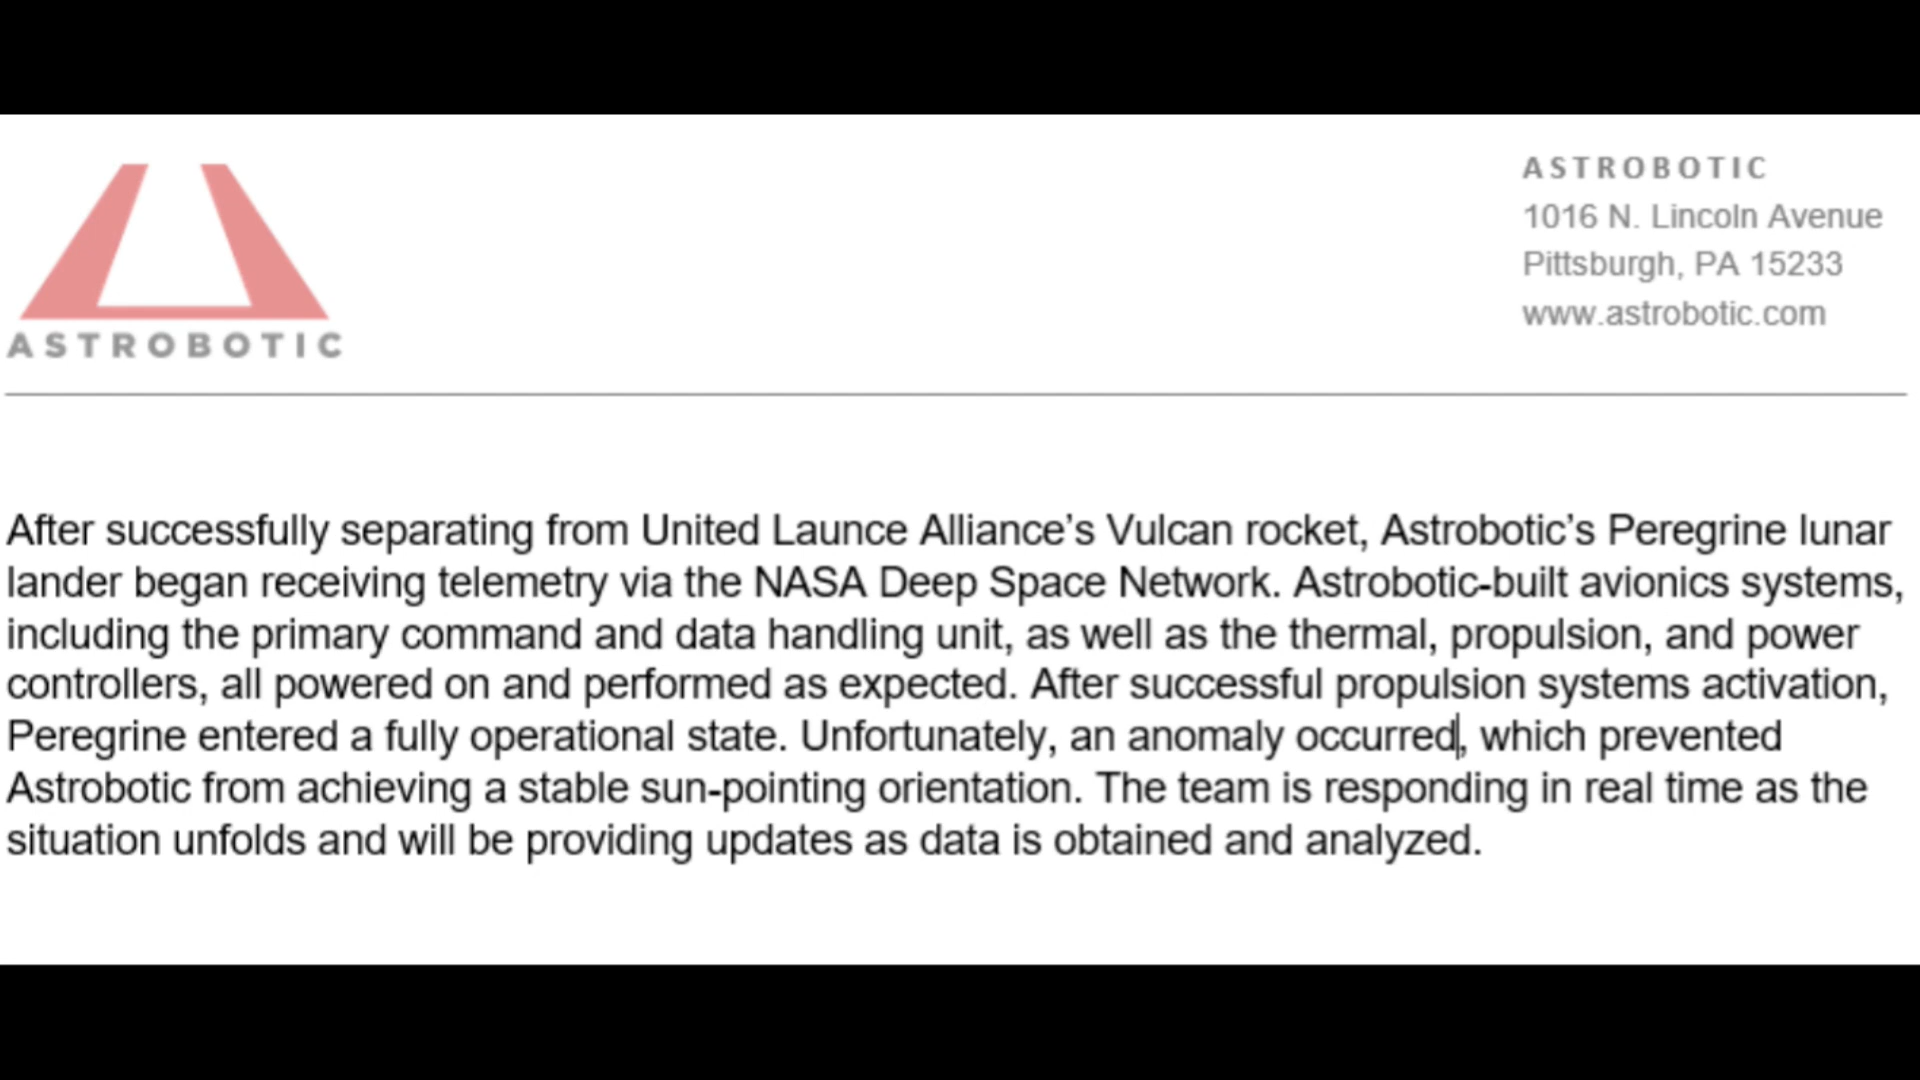 ASTROBOTIC
ASTROBOTIC
1016 N. Lincoln Avenue
Pittsburgh, PA 15233
www.astrobotic.com
After successfully separating from United Launce Alliance’s Vulcan rocket, Astrobotic’s Peregrine lunar
lander began receiving telemetry via the NASA Deep Space Network. Astrobotic-built avionics systems,
including the primary command and data handling unit, as well as the thermal, propulsion, and power
controllers, all powered on and performed as expected. After successful propulsion systems activation,
Peregrine entered a fully operational state. Unfortunately, an anomaly occurred, which prevented
Astrobotic from achieving a stable sun-pointing orientation. The team is responding in real time as the
situation unfolds and will be providing updates as data is obtained and analyzed.